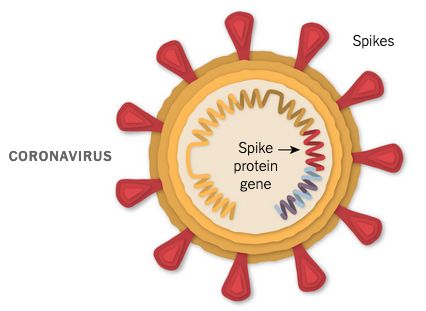 Spikes
CORONAVIRUS
Spike
protein
gene